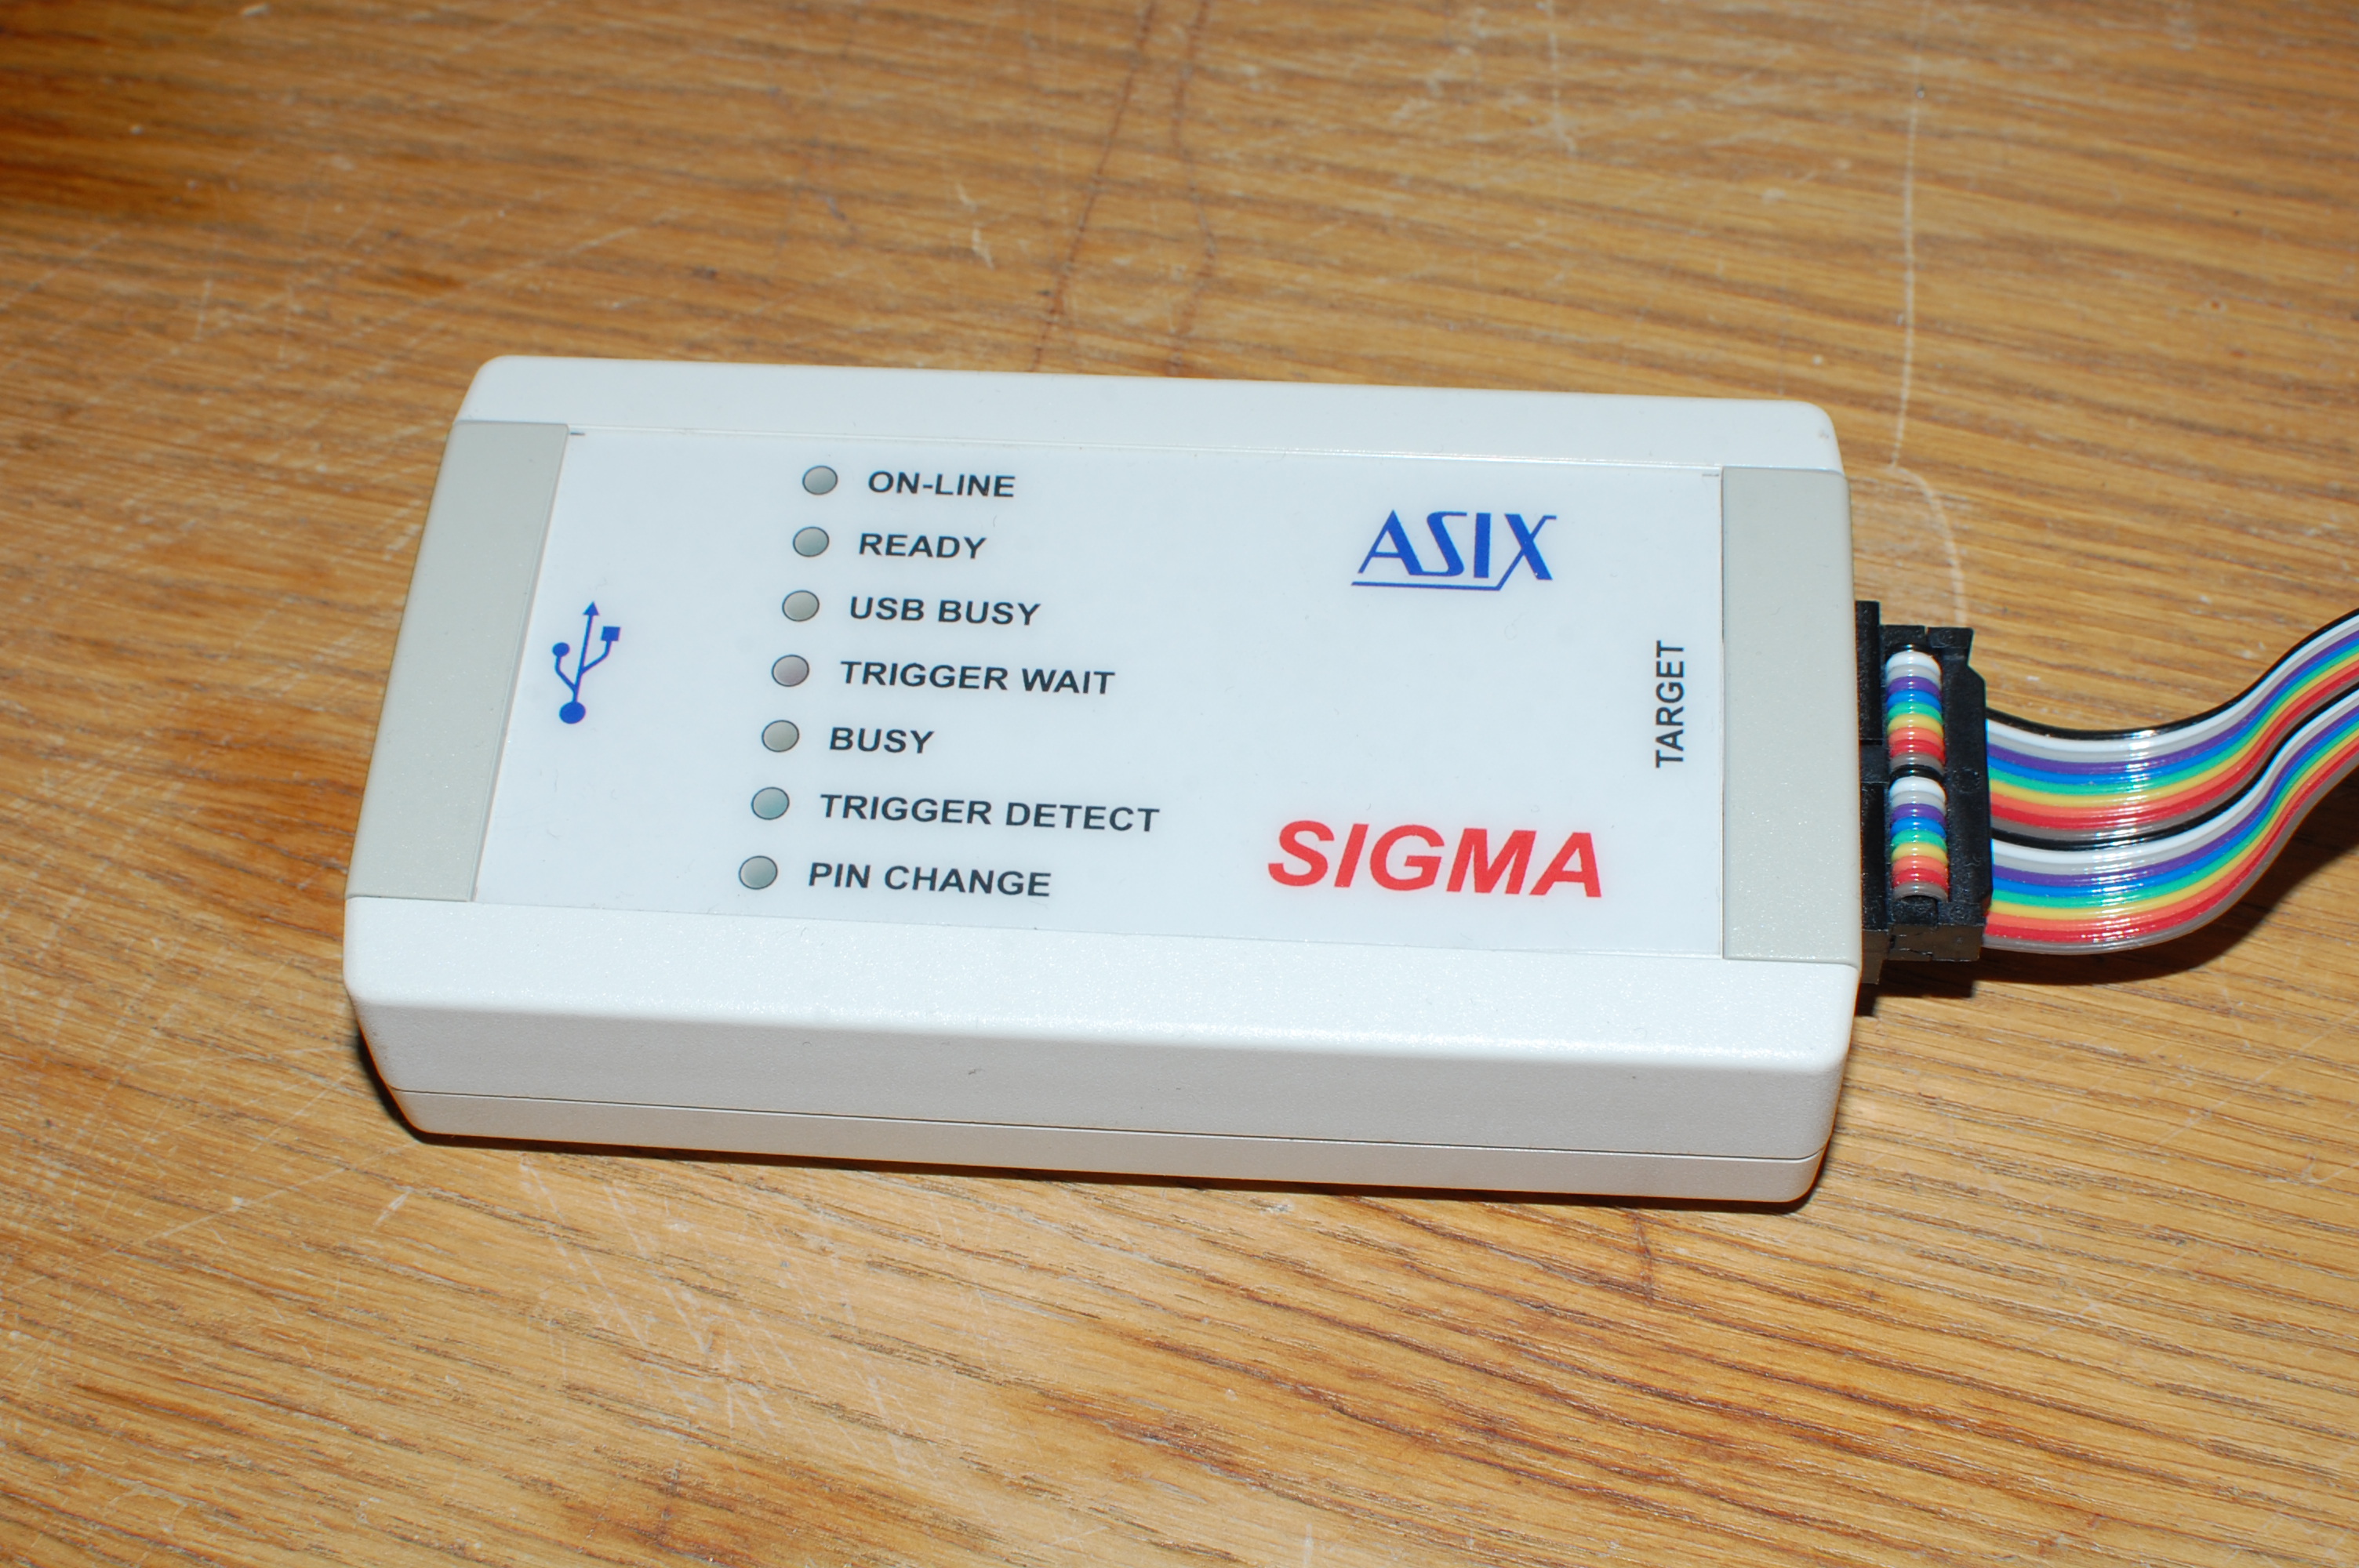 ON-LINE
READY
USB BUSY
TRIGGER WAIT
BUSY
TRIGGER DETECT
PIN CHANGE
ASIX
TARGET
SIGMA